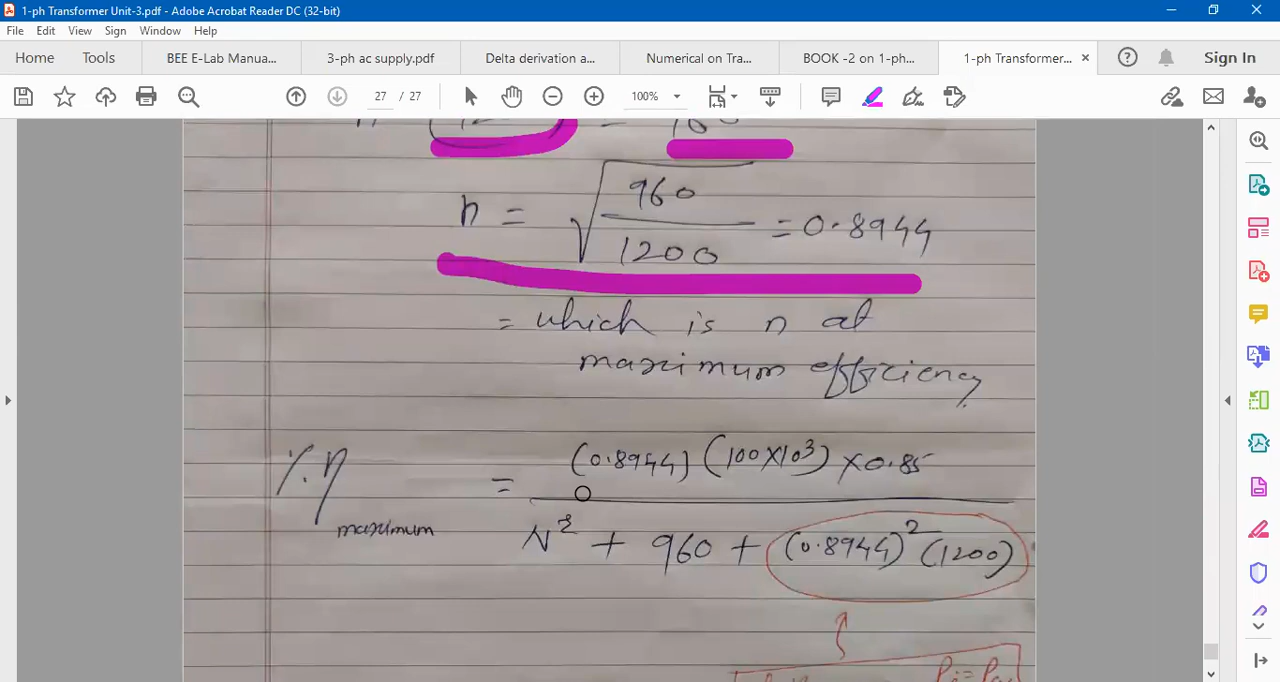 1-ph Transformer Unit-3.pdf - Adobe Acrobat Reader DC (32-bit)
File Edit View Sign Window Help
Home Tools BEE E-Lab Manua... 3-ph ac supply.pdf Delta derivation a... Numerical on Tra... BOOK -2 on 1-ph... 1-ph Transformer... × Sign In
27 / 27 100%
n = √ 960 / 1200 = 0.8944
= which is n at
maximum efficiency
%η maximum = (0.8944) (100×10³) × 0.85
Nʳ + 960 + (0.8944)² (1200)